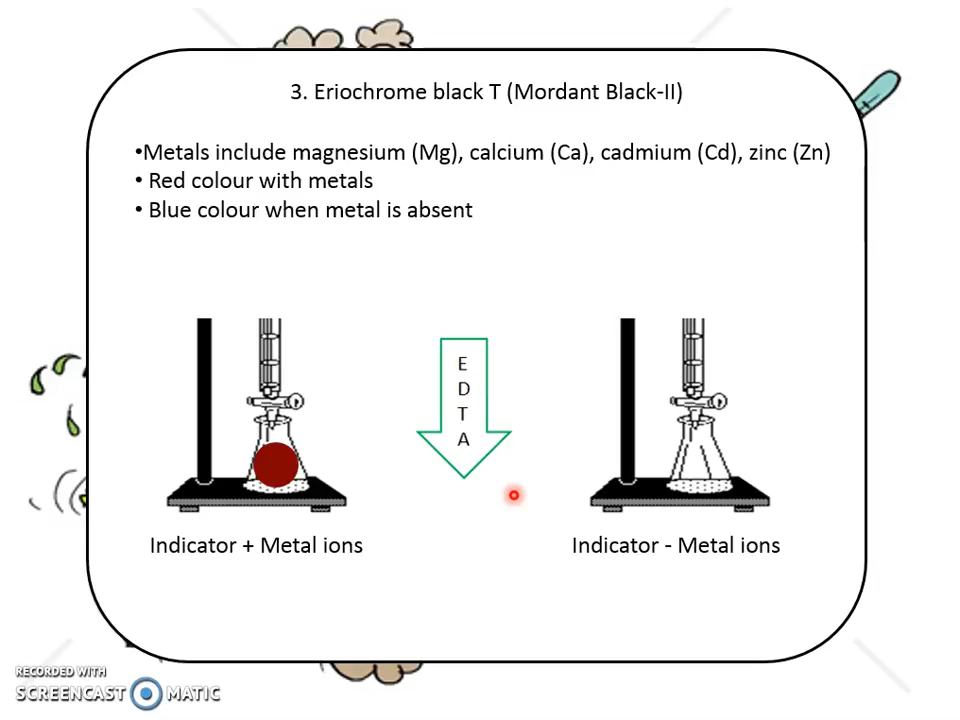 3. Eriochrome black T (Mordant Black-II)
•Metals include magnesium (Mg), calcium (Ca), cadmium (Cd), zinc (Zn)
• Red colour with metals
• Blue colour when metal is absent
E
D
T
A
Indicator + Metal ions
Indicator - Metal ions
RECORDED WITH
SCREENCAST MATIC